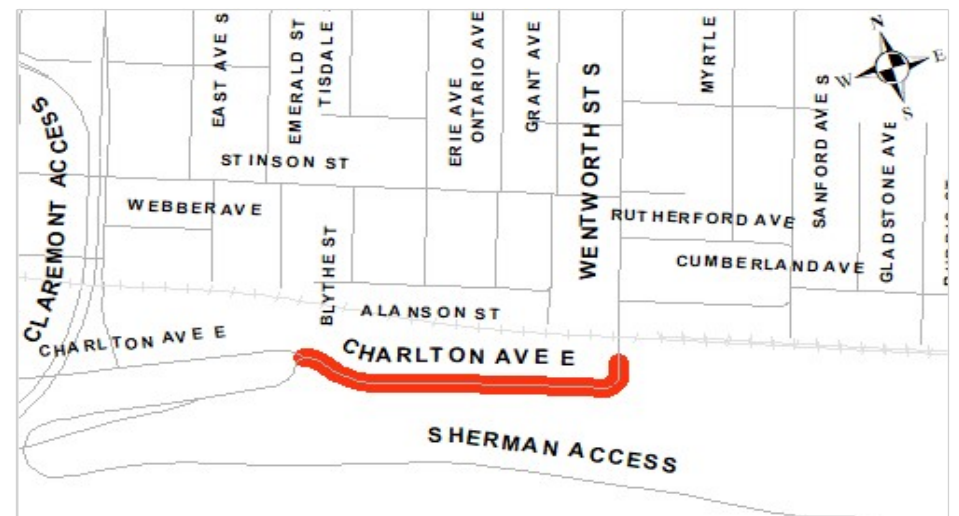 EAST AVE S
EMERALD ST
TISDALE
ERIE AVE
ONTARIO AVE
GRANT AVE
WENTWORTH ST S
MYRTLE
SANFORD AVE S
GLADSTONE AVE
N
E
W
S
CLAREMONT ACCESS
STINSON ST
WEBBER AVE
RUTHERFORD AVE
CUMBERLAND AVE
BLYTHE ST
ALANSON ST
CHARLTON AVE E
CHARLTON AVE E
SHERMAN ACCESS